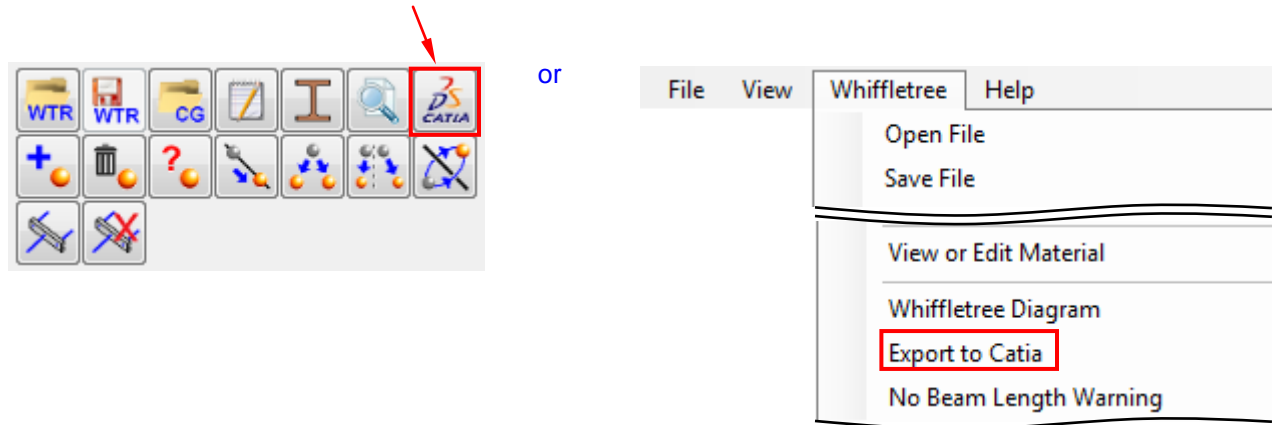 or
WTR WTR CG DS CATIA
?
File View Whiffletree Help
Open File
Save File
View or Edit Material
Whiffletree Diagram
Export to Catia
No Beam Length Warning